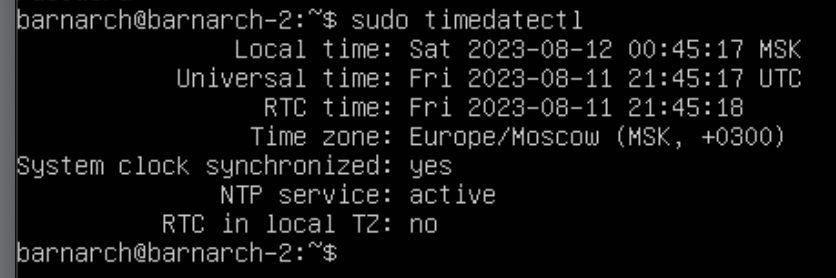 barnarch@barnarch-2:~$ sudo timedatectl
Local time: Sat 2023-08-12 00:45:17 MSK
Universal time: Fri 2023-08-11 21:45:17 UTC
RTC time: Fri 2023-08-11 21:45:18
Time zone: Europe/Moscow (MSK, +0300)
System clock synchronized: yes
NTP service: active
RTC in local TZ: no
barnarch@barnarch-2:~$